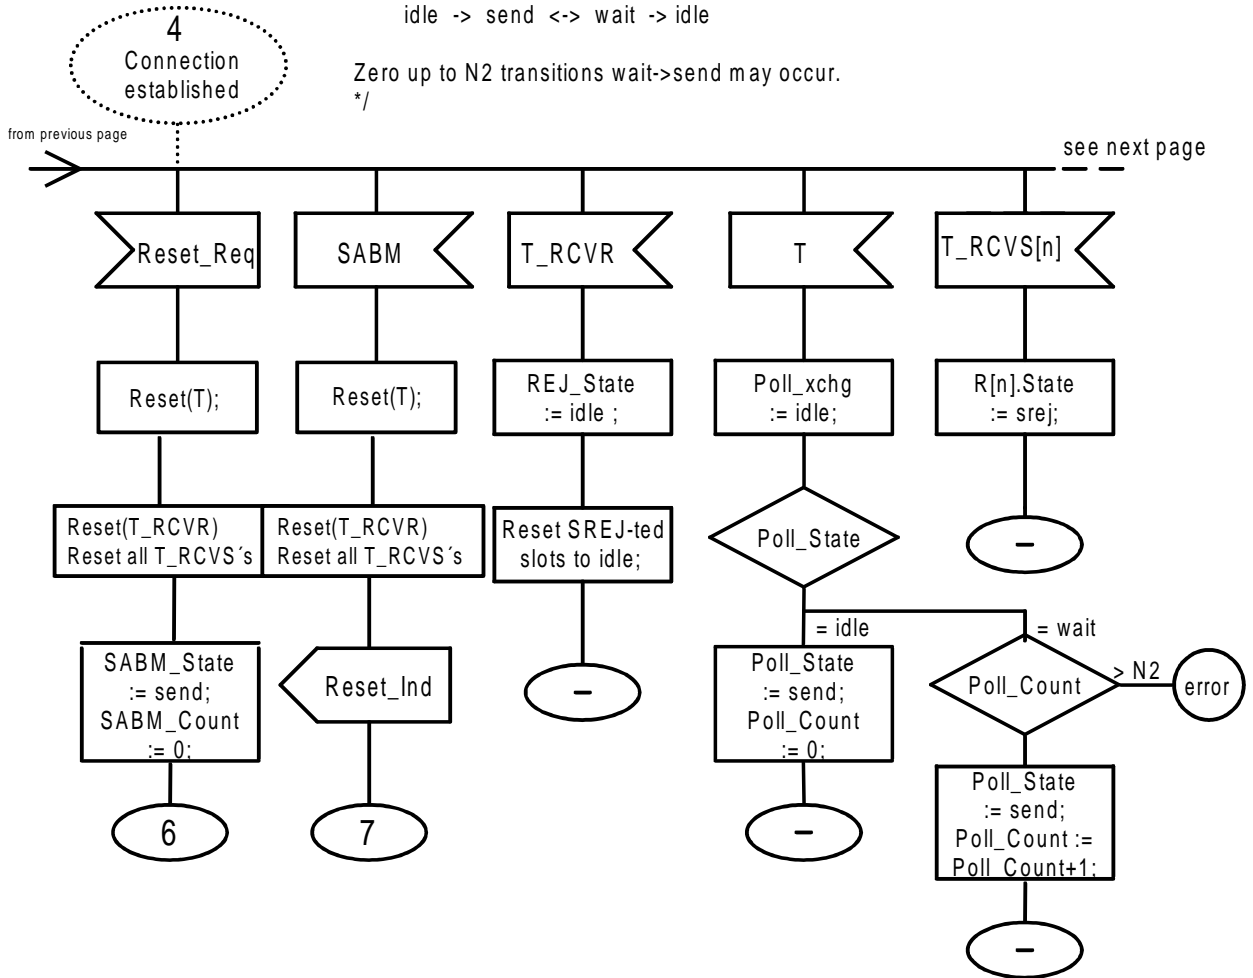 idle -> send <-> wait -> idle
4
Connection
established
Zero up to N2 transitions wait->send may occur.
*/
from previous page
see next page
Reset_Req
SABM
T_RCVR
T
T_RCVS[n]
Reset(T);
Reset(T);
REJ_State
:= idle ;
Poll_xchg
:= idle;
R[n].State
:= srej;
Reset(T_RCVR)
Reset all T_RCVS´s
Reset(T_RCVR)
Reset all T_RCVS´s
Reset SREJ-ted
slots to idle;
Poll_State
–
= idle
= wait
SABM_State
:= send;
SABM_Count
:= 0;
Reset_Ind
–
Poll_State
:= send;
Poll_Count
:= 0;
Poll_Count
> N2
error
6
7
–
Poll_State
:= send;
Poll_Count :=
Poll_Count+1;
–